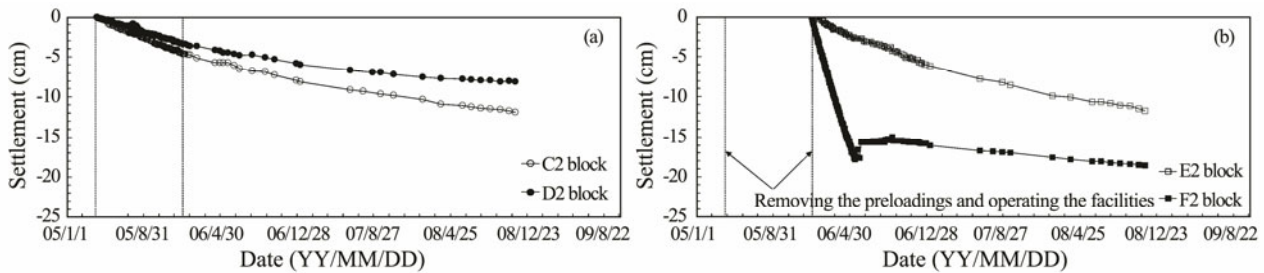 0
-5
-10
-15
-20
-25
Settlement (cm)
(a)
C2 block
D2 block
05/1/1 05/8/31 06/4/30 06/12/28 07/8/27 08/4/25 08/12/23 09/8/22
Date (YY/MM/DD)
0
-5
-10
-15
-20
-25
Settlement (cm)
(b)
E2 block
Removing the preloadings and operating the facilities
F2 block
05/1/1 05/8/31 06/4/30 06/12/28 07/8/27 08/4/25 08/12/23 09/8/22
Date (YY/MM/DD)